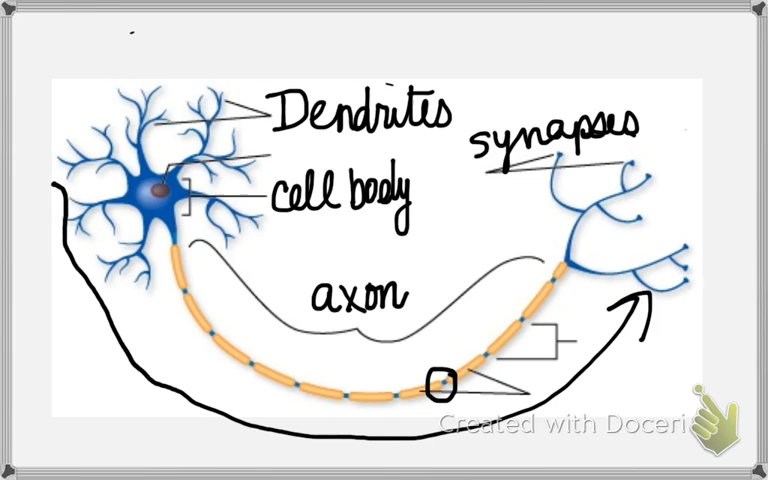 Dendrites
synapses
cell body
axon
Created with Doceri